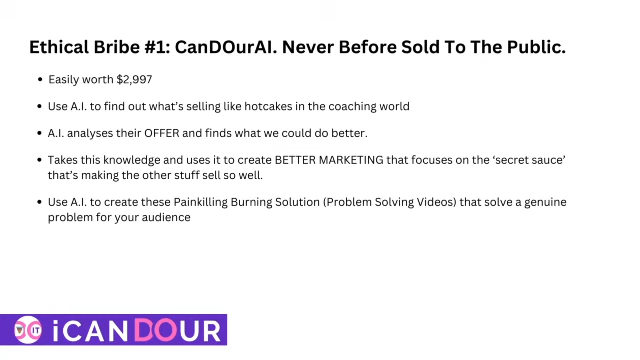 Ethical Bribe #1: CanDOurAI. Never Before Sold To The Public.
• Easily worth $2,997
• Use A.I. to find out what's selling like hotcakes in the coaching world
• A.I. analyses their OFFER and finds what we could do better.
• Takes this knowledge and uses it to create BETTER MARKETING that focuses on the 'secret sauce'
that's making the other stuff sell so well.
• Use A.I. to create these Painkilling Burning Solution (Problem Solving Videos) that solve a genuine
problem for your audience
DO IT iCANDOUR